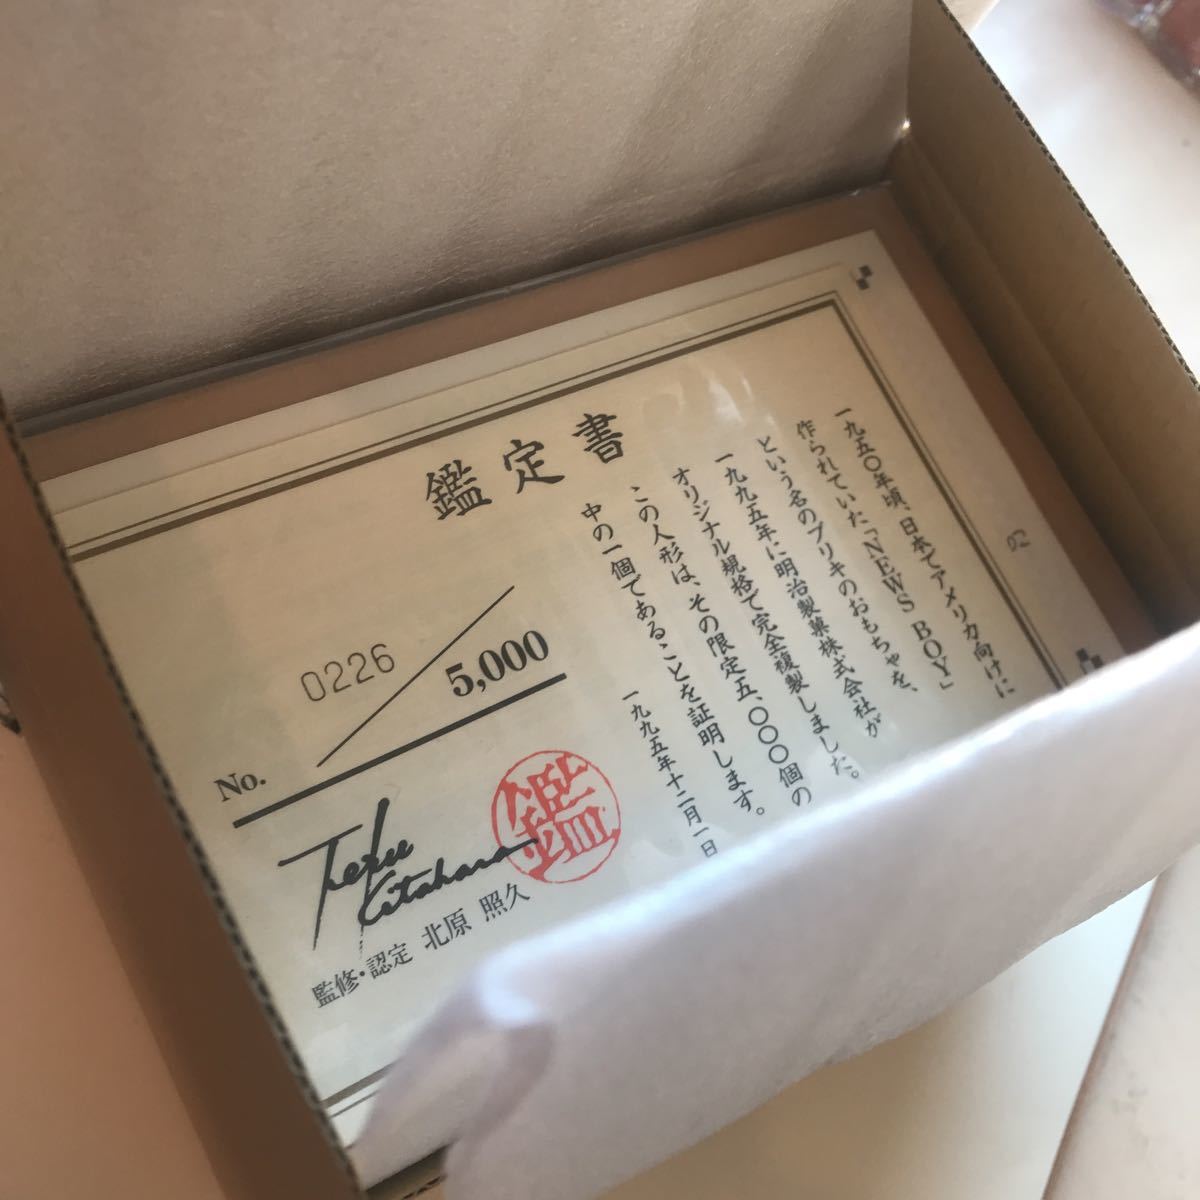 鑑定書
一九五〇年頃、日本でアメリカ向けに
作られていた「NEWS BOY」
という名のブリキのおもちゃを、
一九九五年に明治製菓株式会社が
オリジナル規格で完全複製しました。
この人形は、その限定五、〇〇〇個の
中の一個であることを証明します。
一九九五年十二月一日
No. 0226 / 5,000
Teru Kitahara
鑑
監修・認定 北原 照久